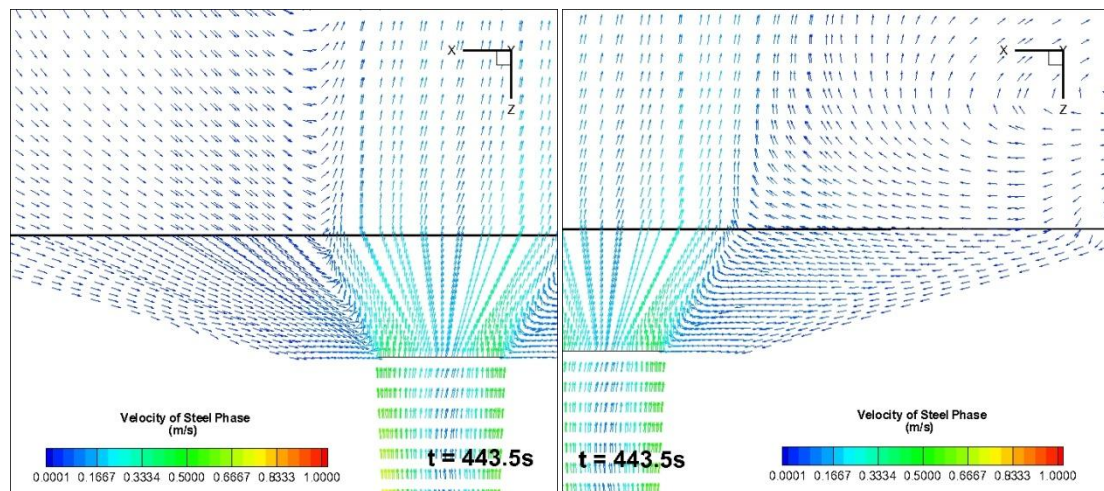 X Y
Z
Velocity of Steel Phase
(m/s)
0.0001 0.1667 0.3334 0.5000 0.6667 0.8333 1.0000
t = 443.5s
X Y
Z
t = 443.5s
Velocity of Steel Phase
(m/s)
0.0001 0.1667 0.3334 0.5000 0.6667 0.8333 1.0000